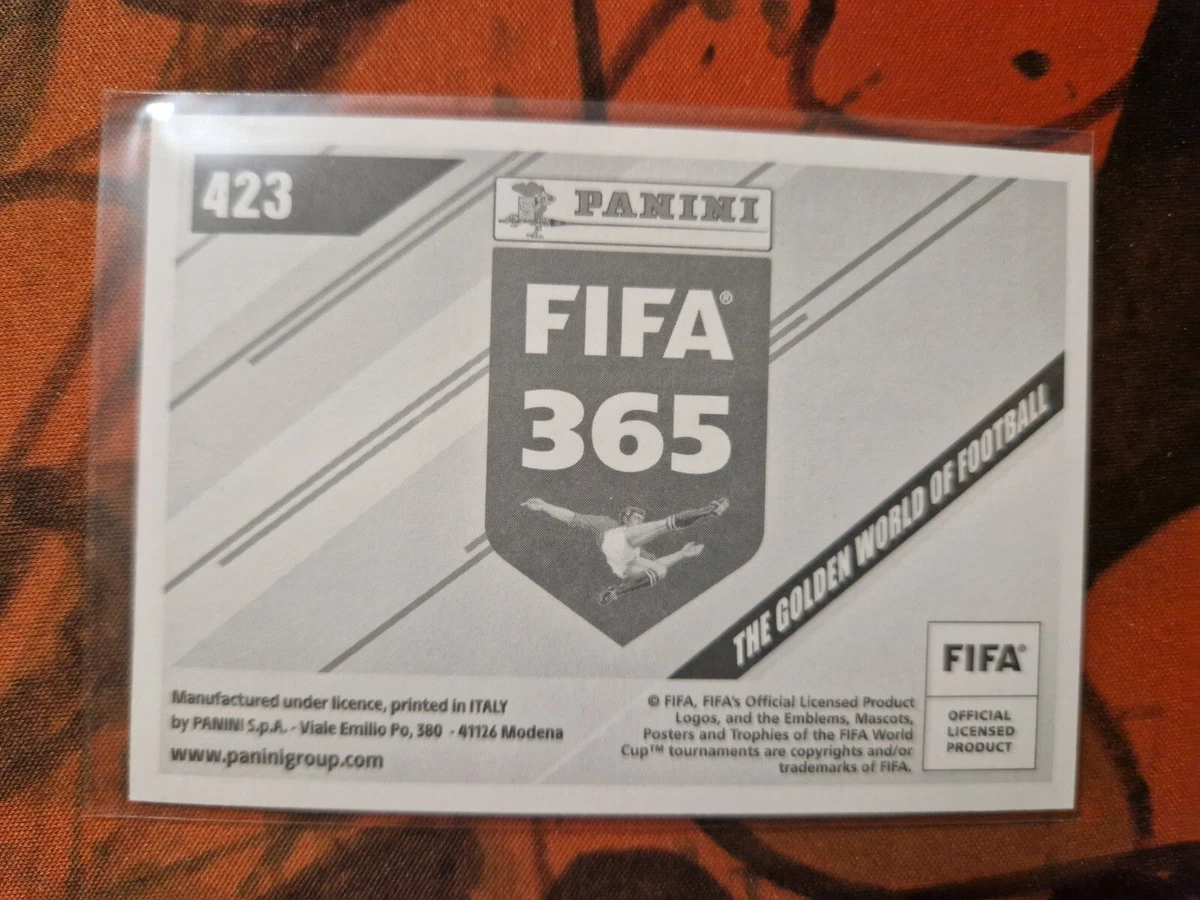 423
PANINI
FIFA®
365
THE GOLDEN WORLD OF FOOTBALL
Manufactured under licence, printed in ITALY
by PANINI S.p.A. - Viale Emilio Po, 380 - 41126 Modena
www.paninigroup.com
© FIFA, FIFA's Official Licensed Product
Logos, and the Emblems, Mascots,
Posters and Trophies of the FIFA World
Cup™ tournaments are copyrights and/or
trademarks of FIFA.
FIFA®
OFFICIAL
LICENSED
PRODUCT